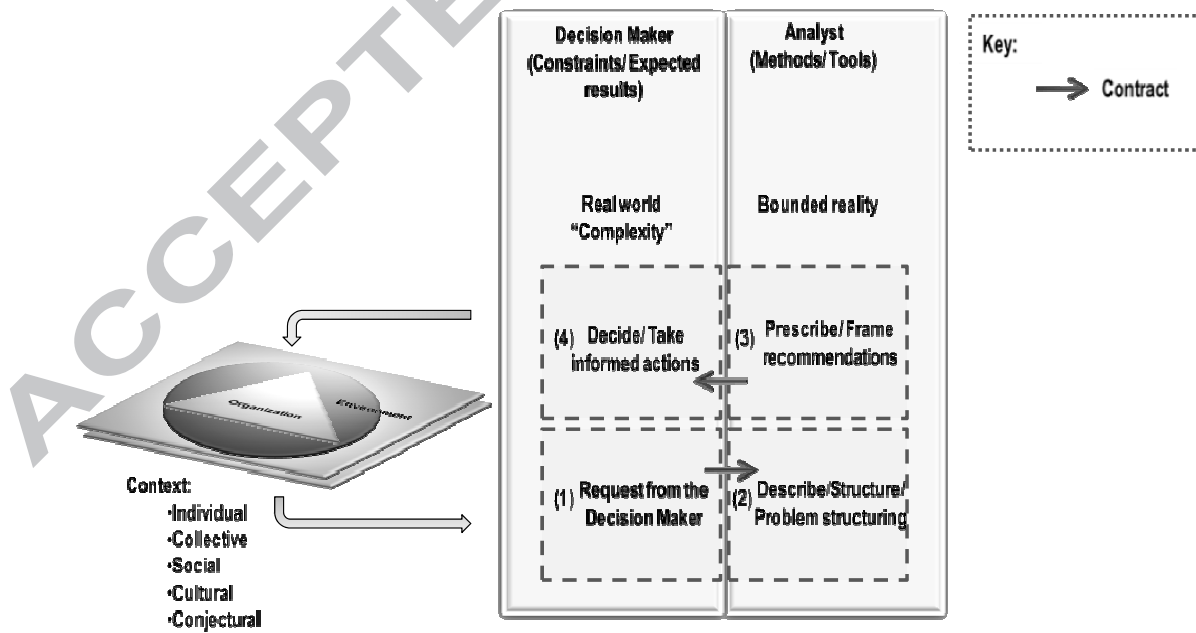 ACCEPTE
Decision Maker
(Constraints/ Expected
results)
Analyst
(Methods/ Tools)
Key:
Contract
Real world
“Complexity”
Bounded reality
(4) Decide/ Take
informed actions
(3) Prescribe/ Frame
recommendations
Organization
Environment
(1) Request from the
Decision Maker
(2) Describe/Structure/
Problem structuring
Context:
•Individual
•Collective
•Social
•Cultural
•Conjectural